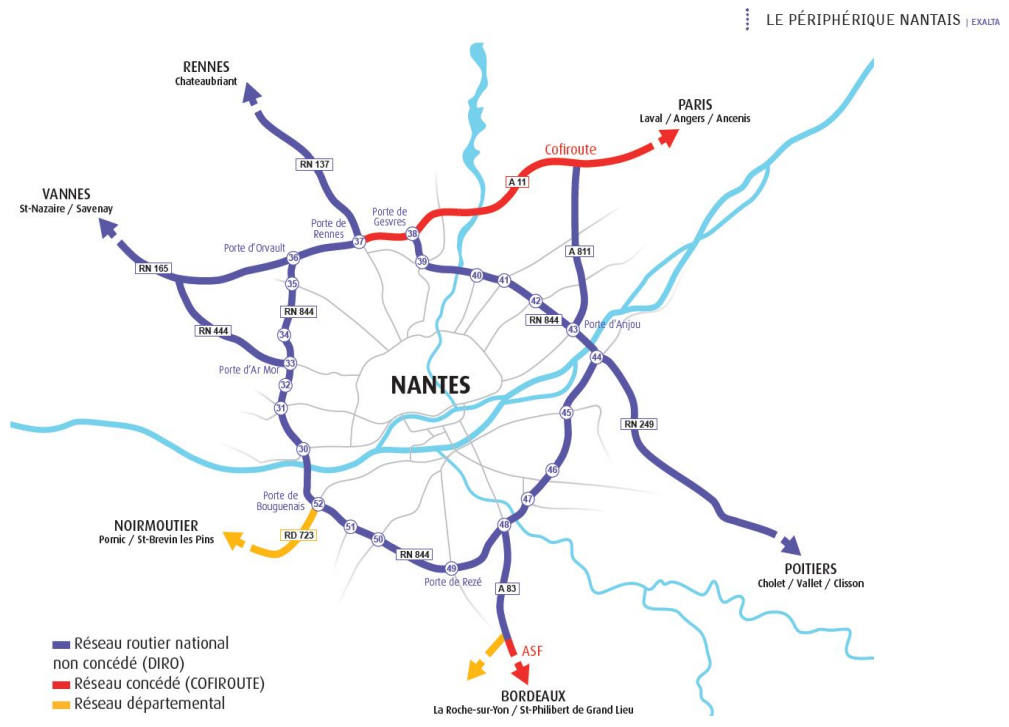 LE PÉRIPHÉRIQUE NANTAIS | EXALTA
RENNES
Chateaubriant
PARIS
Laval / Angers / Ancenis
Cofiroute
RN 137
A 11
VANNES
St-Nazaire / Savenay
Porte de
Rennes
Porte de
Gesvres
37
38
Porte d'Orvault
36
39
A 811
RN 165
35
40
41
42
RN 844
RN 844
43
Porte d'Anjou
RN 444
34
33
Porte d'Ar Mor
44
32
NANTES
31
45
RN 249
30
46
Porte de
Bouguenais
52
47
NOIRMOUTIER
Pornic / St-Brevin les Pins
RD 723
51
50
48
RN 844
49
Porte de Rezé
POITIERS
Cholet / Vallet / Clisson
A 83
Réseau routier national
non concédé (DIRO)
Réseau concédé (COFIROUTE)
Réseau départemental
ASF
BORDEAUX
La Roche-sur-Yon / St-Philibert de Grand Lieu